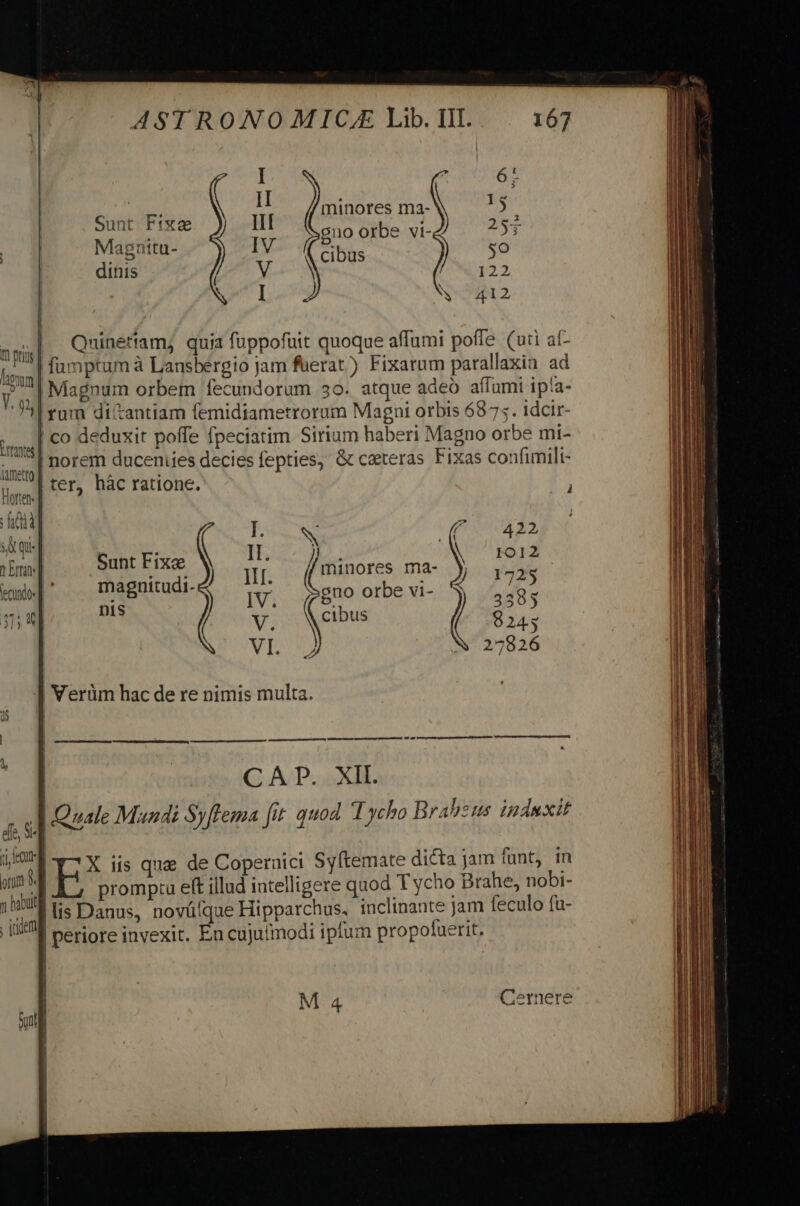 ASTRONOMICÆ Lib. III. 167
I 6⅓
II 15
Sunt Fixæ III minores ma- 25⅓
Magnitu- IV gno orbe vi- 50
dinis V cibus 122
I 412
Quinetiam, quia ſuppoſuit quoque aſſumi poſſe (uti aſ-
ſumptum à Lansbergio jam fuerat) Fixarum parallaxin ad
Magnum orbem ſecundorum 30. atque adeò aſſumi ipſa-
rum diſtantiam ſemidiametrorum Magni orbis 6875. idcir-
co deduxit poſſe ſpeciatim Sirium haberi Magno orbe mi-
norem ducenties decies ſepties, & cæteras Fixas conſimili-
ter, hâc ratione.
I. 422
II. 1012
Sunt Fixæ III. minores ma- 1725
magnitudi- IV. gno orbe vi- 3385
nis V. cibus 8245
VI. 27826
Verùm hac de re nimis multa.
CAP. XII.
Quale Mundi Syſtema ſit quod Tycho Braheus induxit
EX iis quæ de Copernici Syſtemate dicta jam ſunt, in
promptu eſt illud intelligere quod Tycho Brahe, nobi-
lis Danus, novúſque Hipparchus, inclinante jam ſeculo ſu-
periore invexit. En cujuſmodi ipſum propoſuerit.
M 4 Cernere